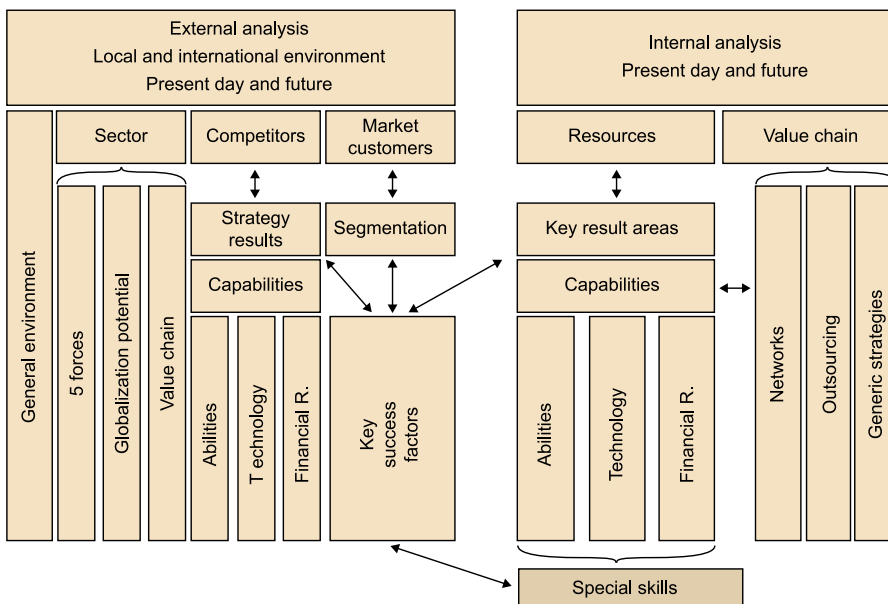 External analysis
Local and international environment
Present day and future
Internal analysis
Present day and future
General environment
Sector
Competitors
Market
customers
Resources
Value chain
5 forces
Globalization potential
Value chain
Strategy
results
Segmentation
Key result areas
Capabilities
Capabilities
Abilities
T echnology
Financial R.
Key
success
factors
Abilities
Technology
Financial R.
Networks
Outsourcing
Generic strategies
Special skills